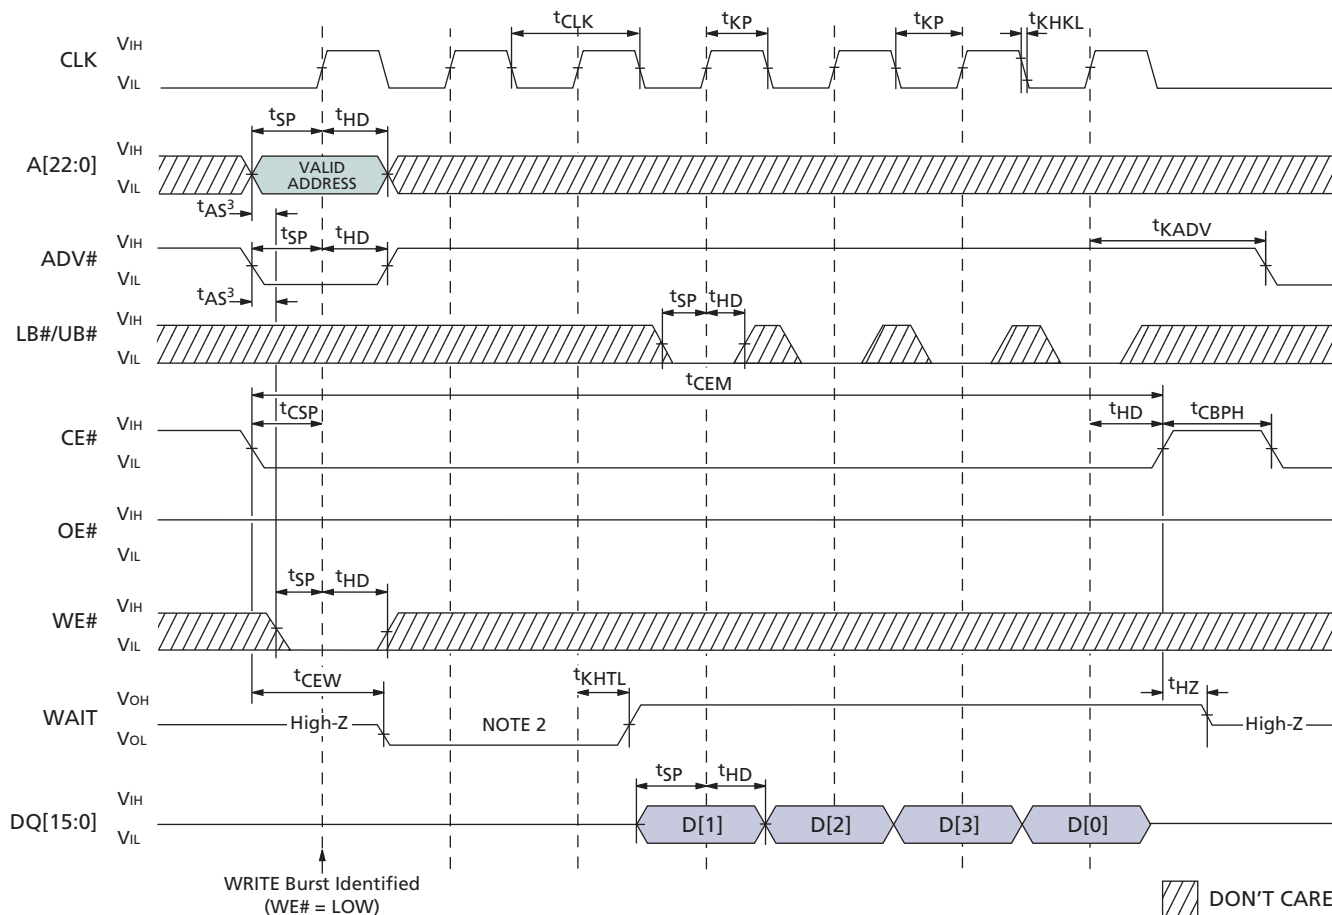 tCLK tKP tKP tKHKL
CLK VIH
VIL
tSP tHD
A[22:0] VIH
VIL
VALID
ADDRESS
tAS3
tSP tHD tKADV
ADV# VIH
VIL
tAS3
tSP tHD
LB#/UB# VIH
VIL
tCEM
tCSP tHD tCBPH
CE# VIH
VIL
OE# VIH
VIL
tSP tHD
WE# VIH
VIL
tCEW tKHTL tHZ
WAIT VOH
VOL
High-Z NOTE 2 High-Z
tSP tHD
DQ[15:0] VIH
VIL
D[1] D[2] D[3] D[0]
WRITE Burst Identified
(WE# = LOW)
DON'T CARE